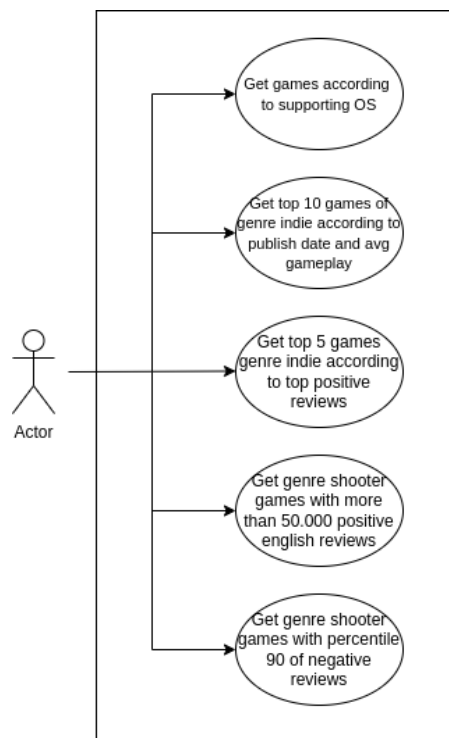 Get games according
to supporting OS
Get top 10 games of
genre indie according to
publish date and avg
gameplay
Get top 5 games
genre indie according
to top positive
reviews
Actor
Get genre shooter
games with more
than 50.000 positive
english reviews
Get genre shooter
games with percentile
90 of negative
reviews